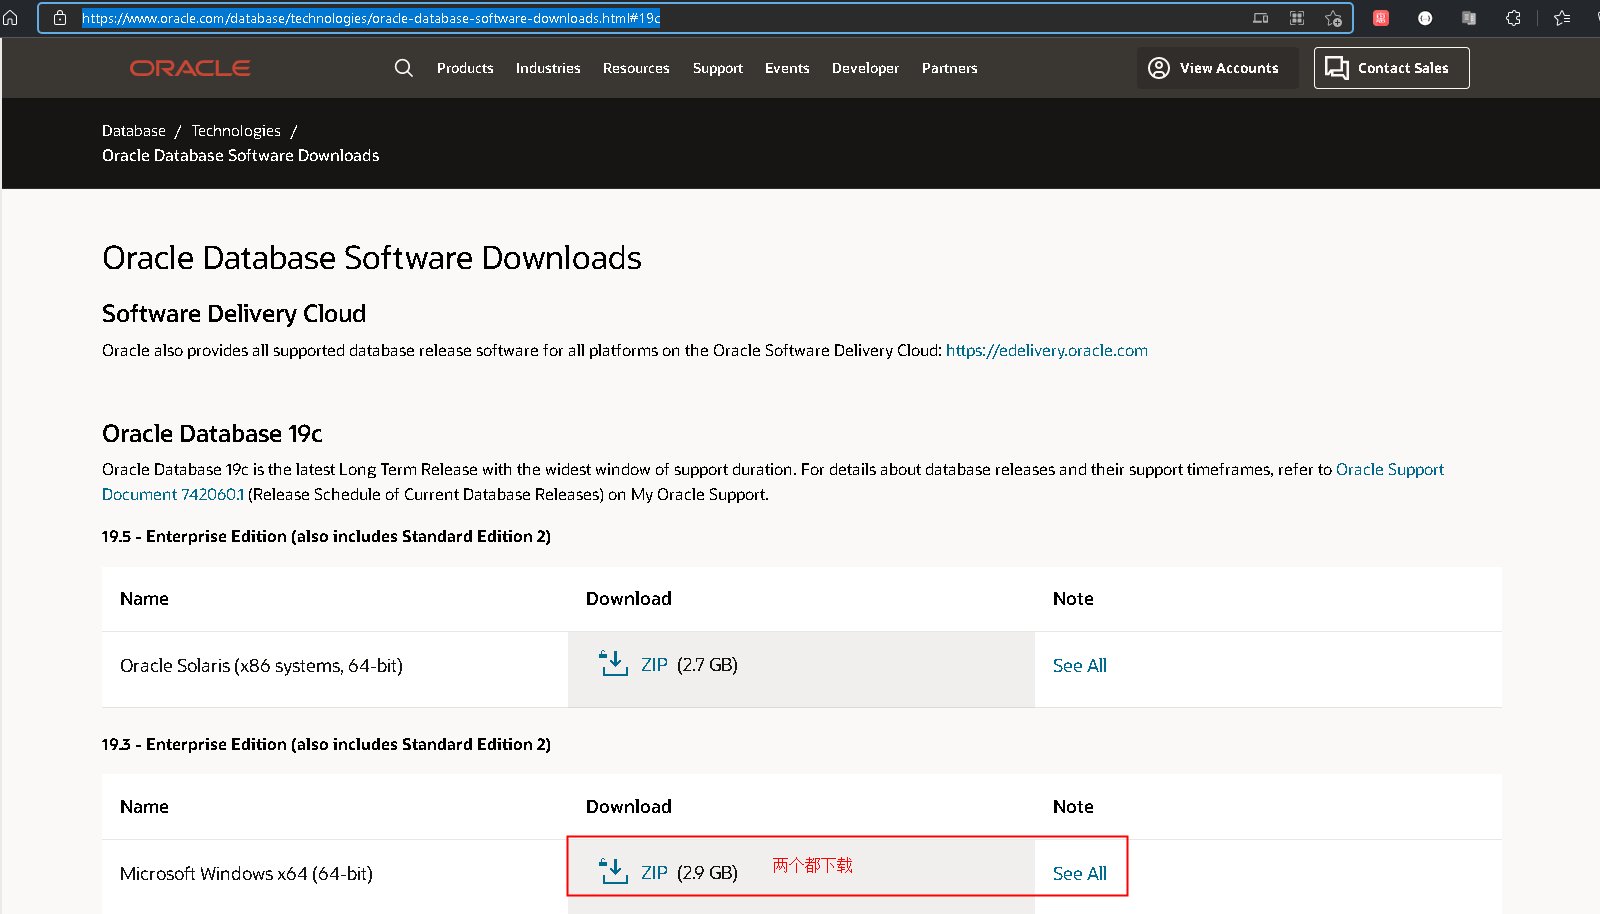 https://www.oracle.com/database/technologies/oracle-database-software-downloads.html#19c
ORACLE
Products Industries Resources Support Events Developer Partners
View Accounts
Contact Sales
Database / Technologies /
Oracle Database Software Downloads
Oracle Database Software Downloads
Software Delivery Cloud
Oracle also provides all supported database release software for all platforms on the Oracle Software Delivery Cloud: https://edelivery.oracle.com
Oracle Database 19c
Oracle Database 19c is the latest Long Term Release with the widest window of support duration. For details about database releases and their support timeframes, refer to Oracle Support
Document 742060.1 (Release Schedule of Current Database Releases) on My Oracle Support.
19.5 - Enterprise Edition (also includes Standard Edition 2)
Name Download Note
Oracle Solaris (x86 systems, 64-bit) ZIP (2.7 GB) See All
19.3 - Enterprise Edition (also includes Standard Edition 2)
Name Download Note
Microsoft Windows x64 (64-bit) ZIP (2.9 GB) 两个都下载 See All